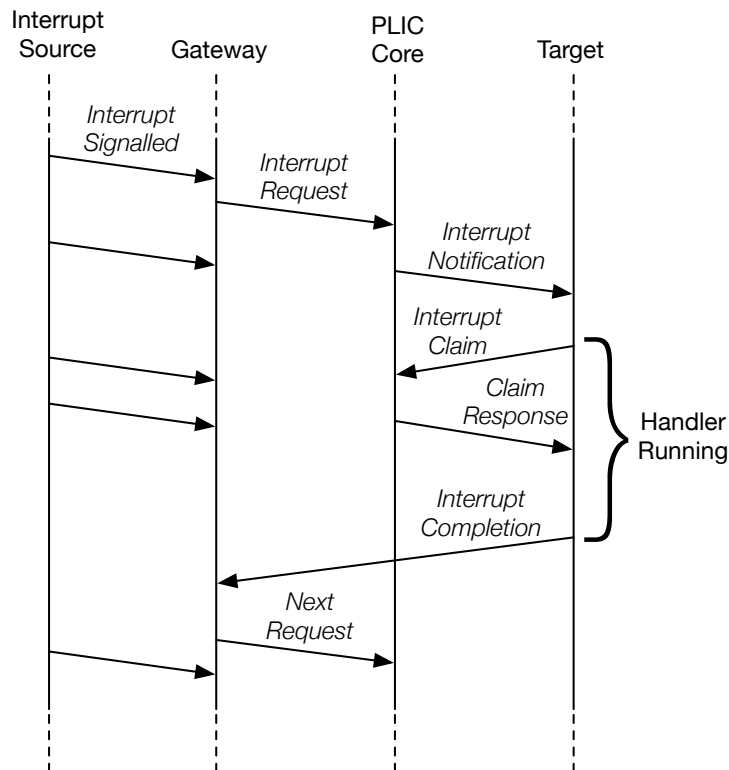 Interrupt
Source
Gateway
PLIC
Core
Target
Interrupt
Signalled
Interrupt
Request
Interrupt
Notification
Interrupt
Claim
Claim
Response
Handler
Running
Interrupt
Completion
Next
Request